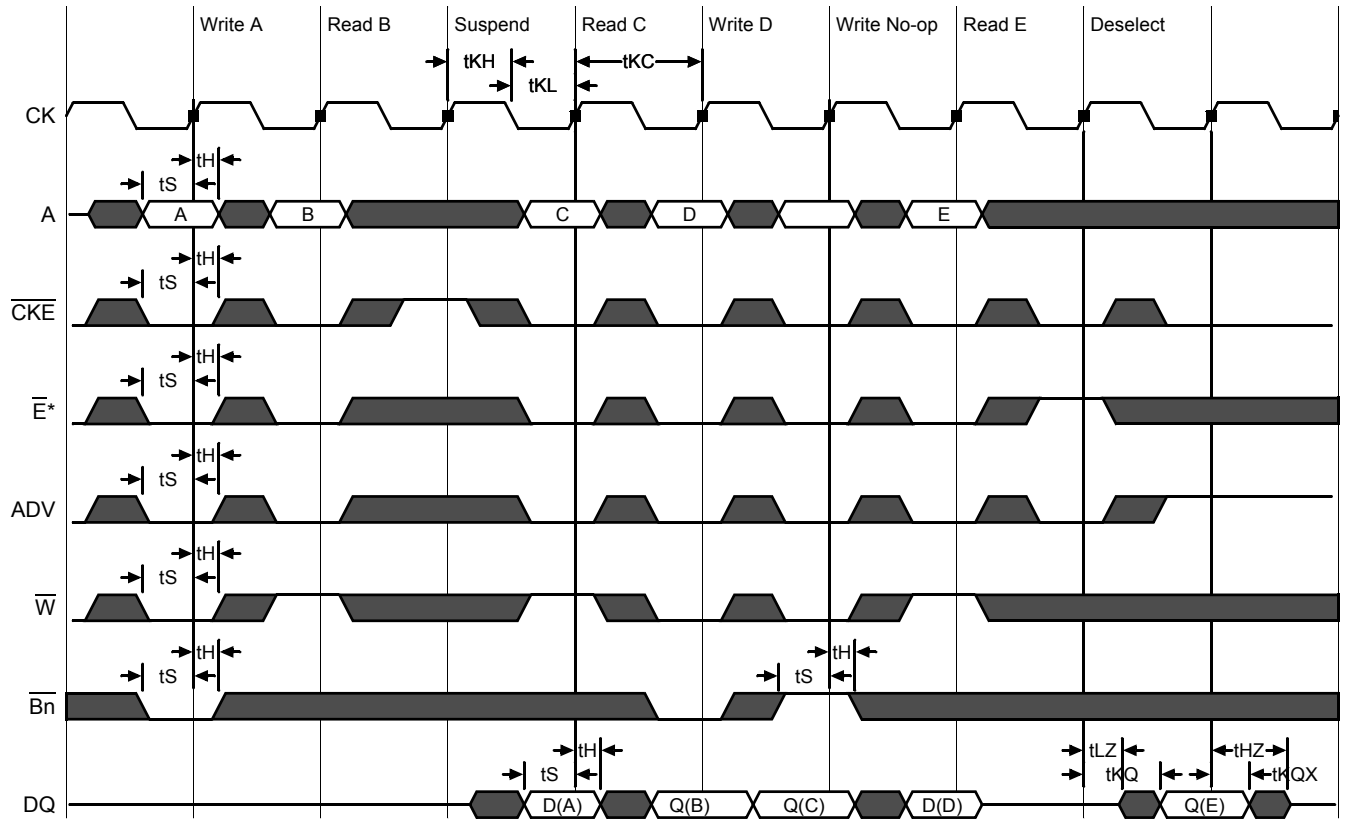 Write A Read B Suspend Read C Write D Write No-op Read E Deselect
tKH tKC
tKL
CK
tH
tS
A A B C D E
tH
tS
CKE
tH
tS
E*
tH
tS
ADV
tH
tS
W
tH tH
tS tS
Bn
tH tLZ tHZ
tS tKQ tKQX
DQ D(A) Q(B) Q(C) D(D) Q(E)